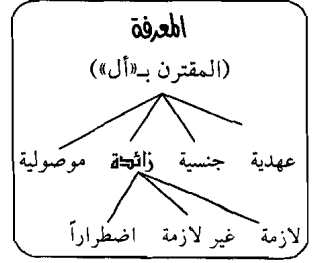 المعرفة
(المقترن بـ«أل»)
عهدية جنسية زائدة موصولية
لازمة غير لازمة اضطراراً